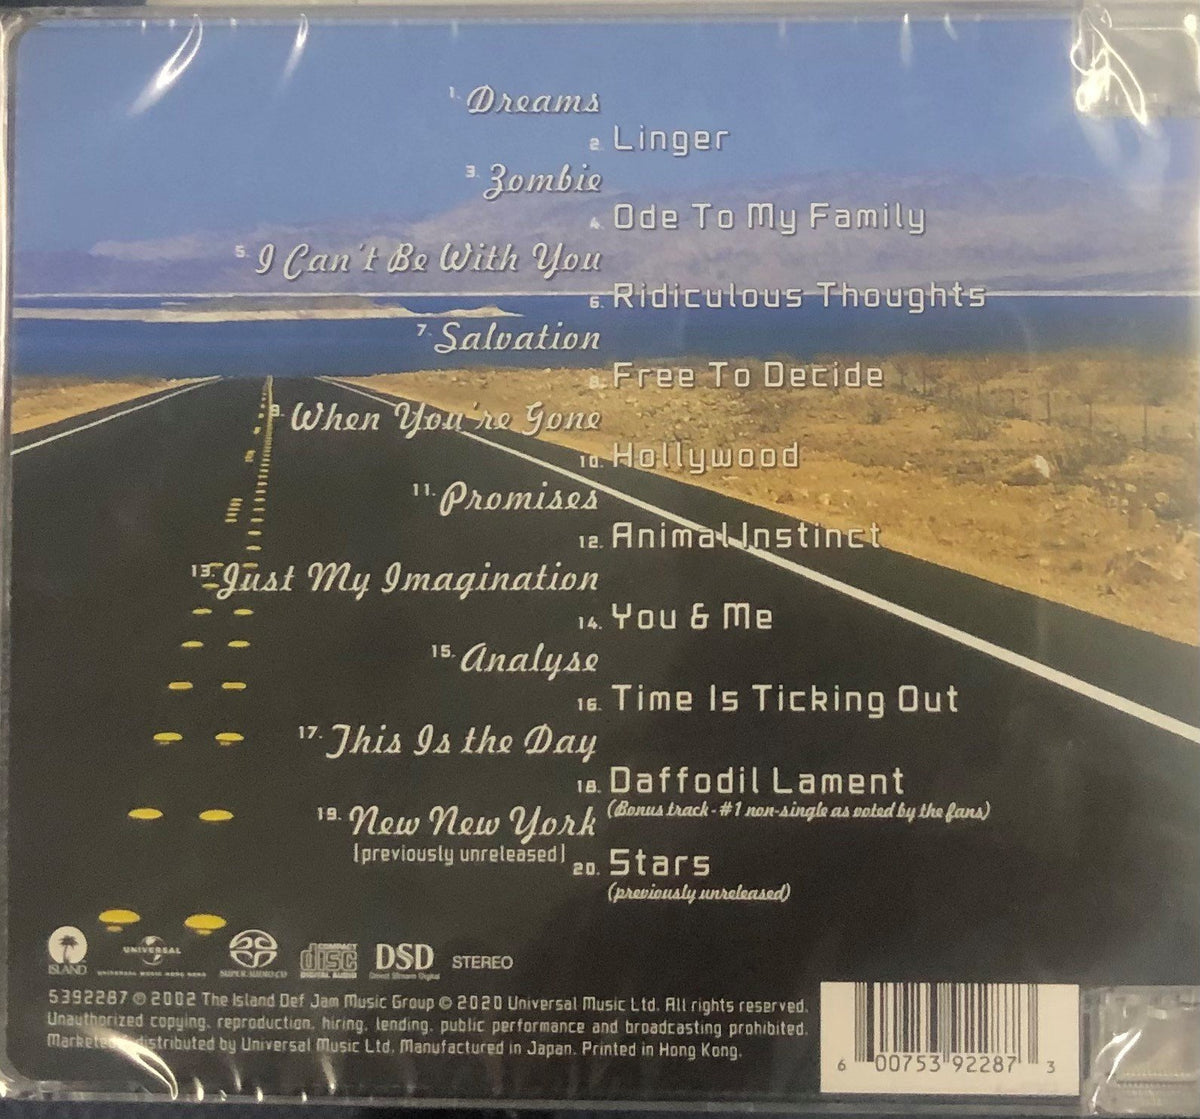 1. Dreams
2. Linger
3. Zombie
4. Ode To My Family
5. I Can't Be With You
6. Ridiculous Thoughts
7. Salvation
8. Free To Decide
9. When You're Gone
10. Hollywood
11. Promises
12. Animal Instinct
13. Just My Imagination
14. You & Me
15. Analyse
16. Time Is Ticking Out
17. This Is the Day
18. Daffodil Lament
(Bonus track - #1 non-single as voted by the fans)
19. New New York
[previously unreleased]
20. Stars
(previously unreleased)
ISLAND
UNIVERSAL
UNIVERSAL MUSIC HONG KONG
SUPER AUDIO CD
COMPACT
disc
DIGITAL AUDIO
DSD
Direct Stream Digital
STEREO
5392287 ℗ 2002 The Island Def Jam Music Group © 2020 Universal Music Ltd. All rights reserved.
Unauthorized copying, reproduction, hiring, lending, public performance and broadcasting prohibited.
Marketed distributed by Universal Music Ltd. Manufactured in Japan. Printed in Hong Kong.
6 00753 92287 3